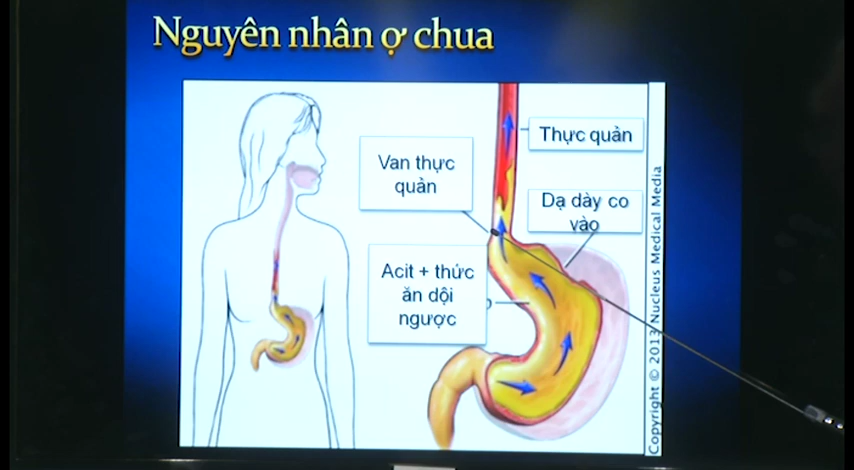 Nguyên nhân ợ chua
Thực quản
Van thực
quản
Dạ dày co
vào
Acit + thức
ăn dội
ngược
Copyright © 2013 Nucleus Medical Media